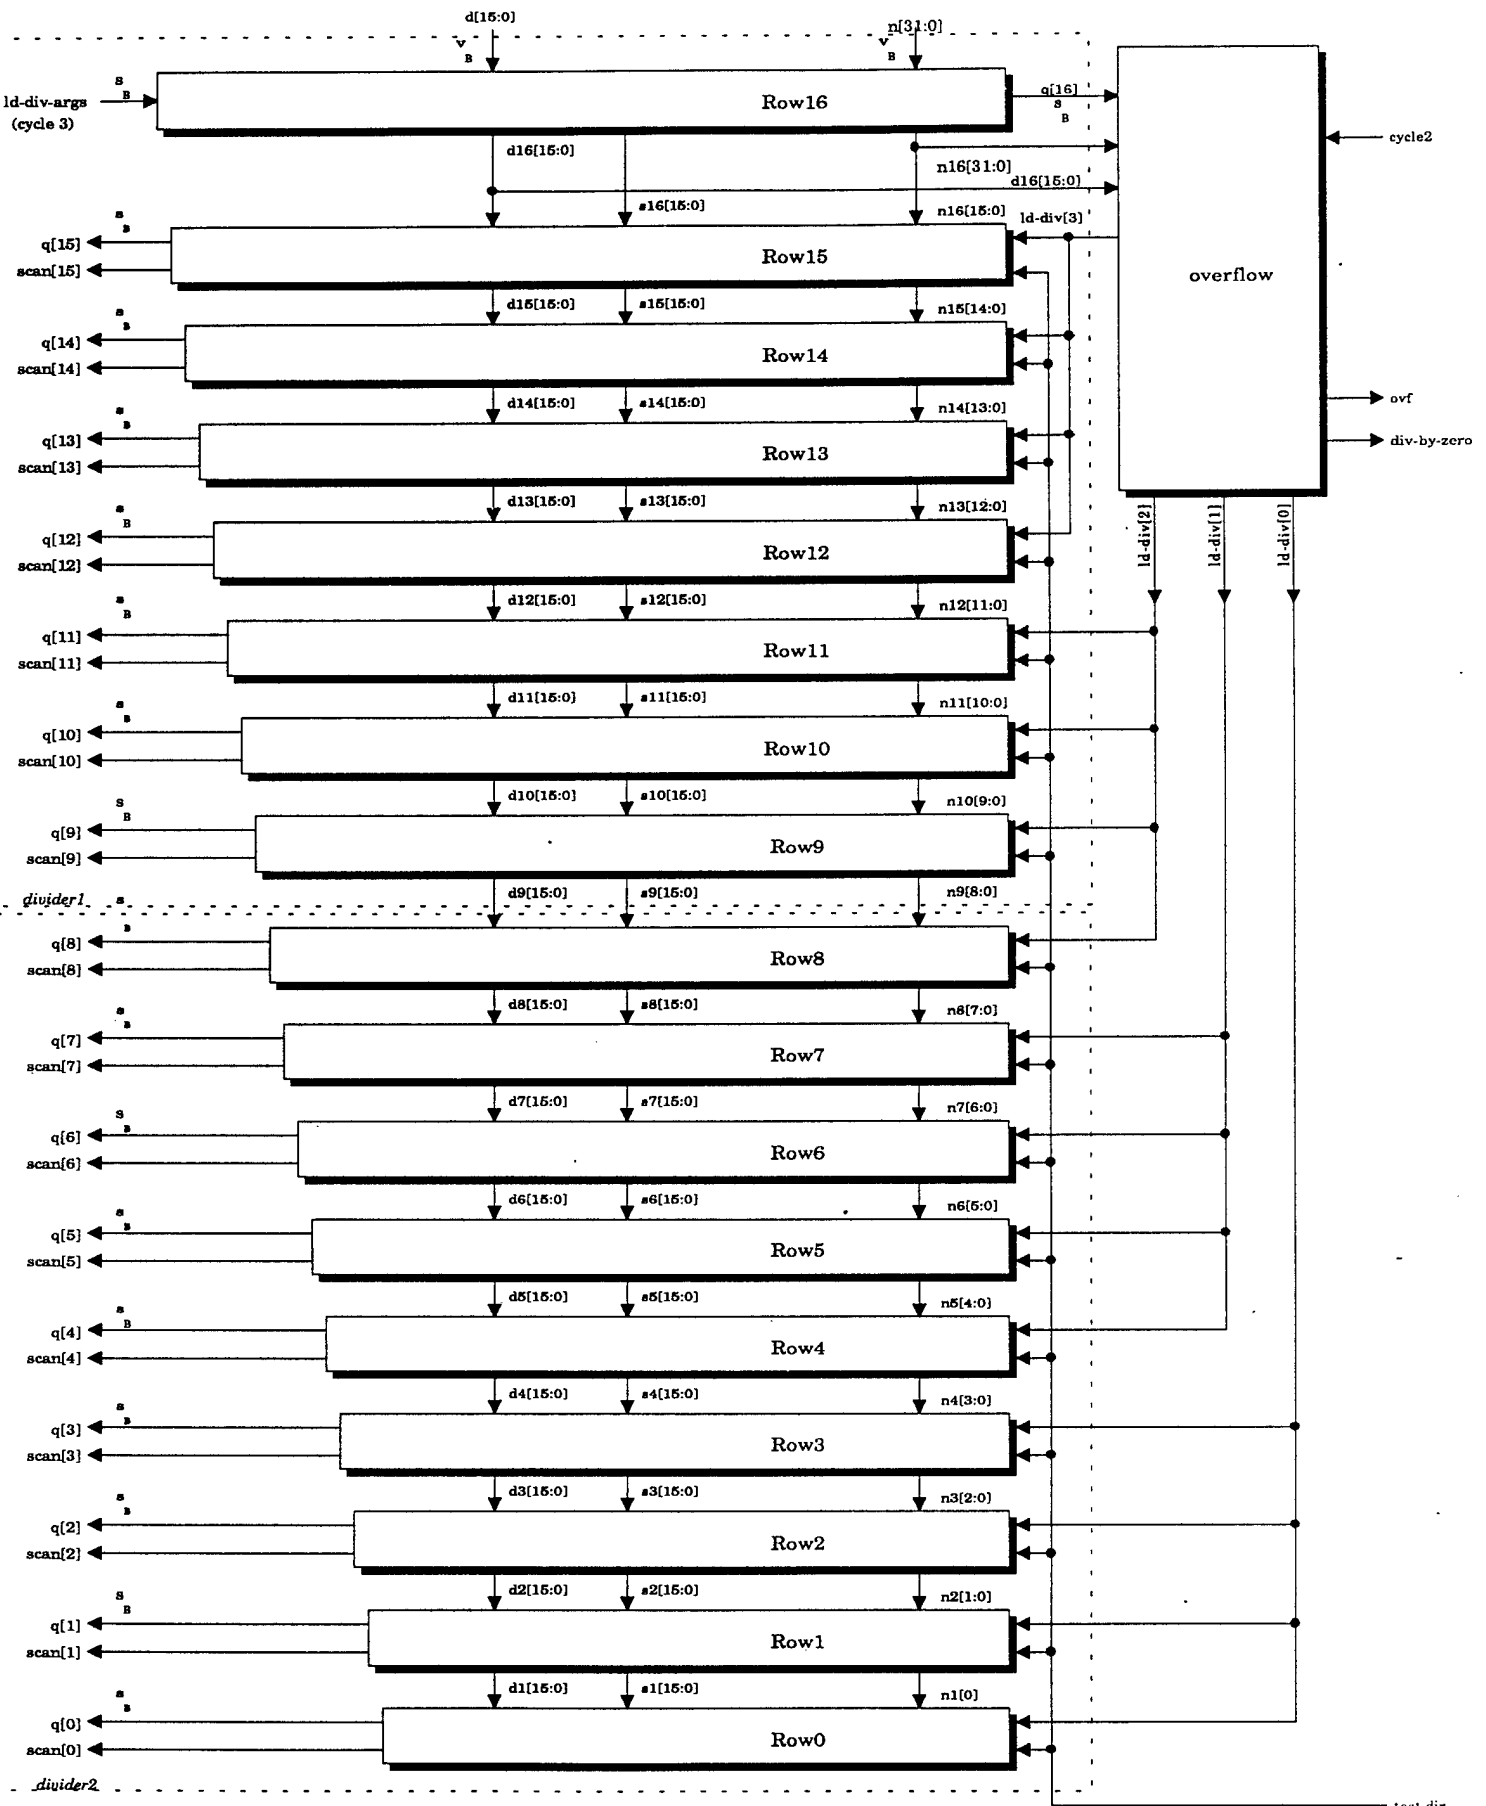 d[15:0]
n[31:0]
V
B
V
B
S
B
ld-div-args
(cycle 3)
Row16
q[16]
S
B
cycle2
d16[15:0]
n16[31:0]
d16[15:0]
s16[15:0]
n16[15:0]
ld-div[3]
S
B
q[15]
scan[15]
Row15
overflow
d15[15:0]
s15[15:0]
n15[14:0]
S
B
q[14]
scan[14]
Row14
d14[15:0]
s14[15:0]
n14[13:0]
ovf
S
B
q[13]
scan[13]
Row13
div-by-zero
d13[15:0]
s13[15:0]
n13[12:0]
ld-div[2]
ld-div[1]
ld-div[0]
S
B
q[12]
scan[12]
Row12
d12[15:0]
s12[15:0]
n12[11:0]
S
B
q[11]
scan[11]
Row11
d11[15:0]
s11[15:0]
n11[10:0]
S
B
q[10]
scan[10]
Row10
d10[15:0]
s10[15:0]
n10[9:0]
S
B
q[9]
scan[9]
Row9
d9[15:0]
s9[15:0]
n9[8:0]
divider1
S
B
q[8]
scan[8]
Row8
d8[15:0]
s8[15:0]
n8[7:0]
S
B
q[7]
scan[7]
Row7
d7[15:0]
s7[15:0]
n7[6:0]
S
B
q[6]
scan[6]
Row6
d6[15:0]
s6[15:0]
n6[5:0]
S
B
q[5]
scan[5]
Row5
d5[15:0]
s5[15:0]
n5[4:0]
S
B
q[4]
scan[4]
Row4
d4[15:0]
s4[15:0]
n4[3:0]
S
B
q[3]
scan[3]
Row3
d3[15:0]
s3[15:0]
n3[2:0]
S
B
q[2]
scan[2]
Row2
d2[15:0]
s2[15:0]
n2[1:0]
S
B
q[1]
scan[1]
Row1
d1[15:0]
s1[15:0]
n1[0]
S
B
q[0]
scan[0]
Row0
divider2